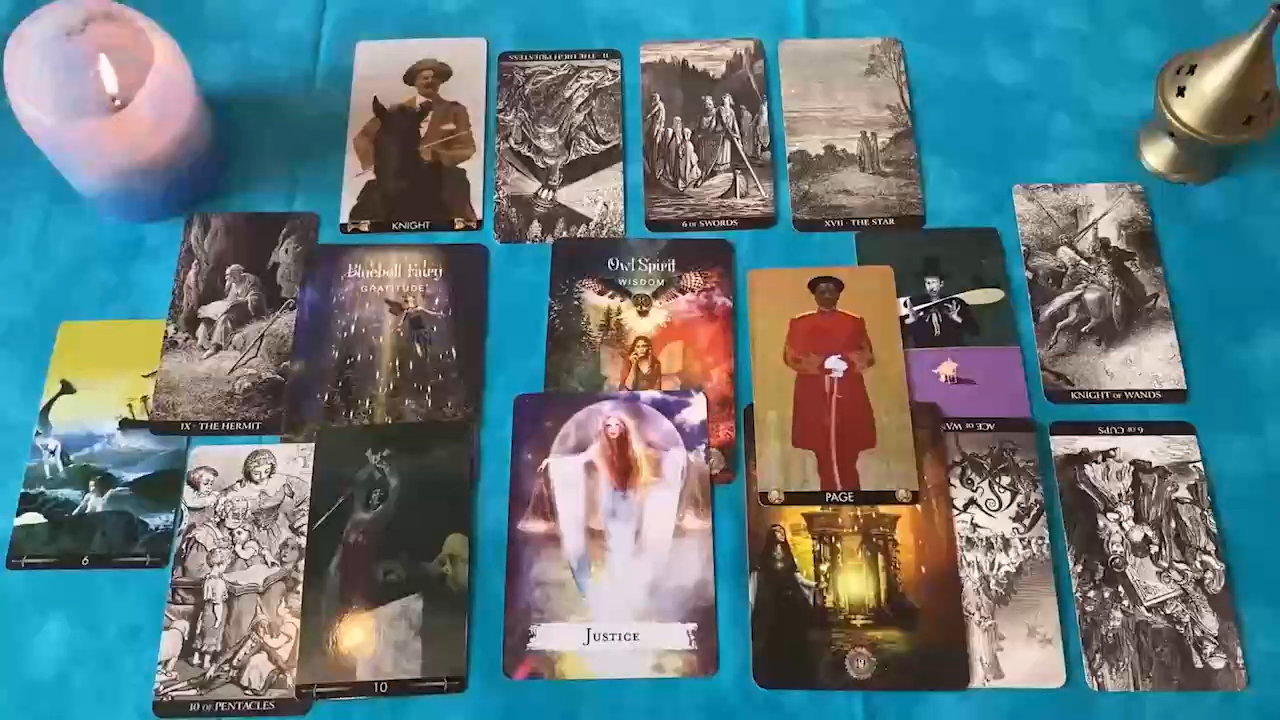 KNIGHT
II · THE HIGH PRIESTESS
6 OF SWORDS
XVII · THE STAR
IX · THE HERMIT
Bluebell Fairy
GRATITUDE
Owl Spirit
WISDOM
KNIGHT OF WANDS
6
10 OF PENTACLES
10
JUSTICE
PAGE
ACE OF WAN
6 OF CUPS